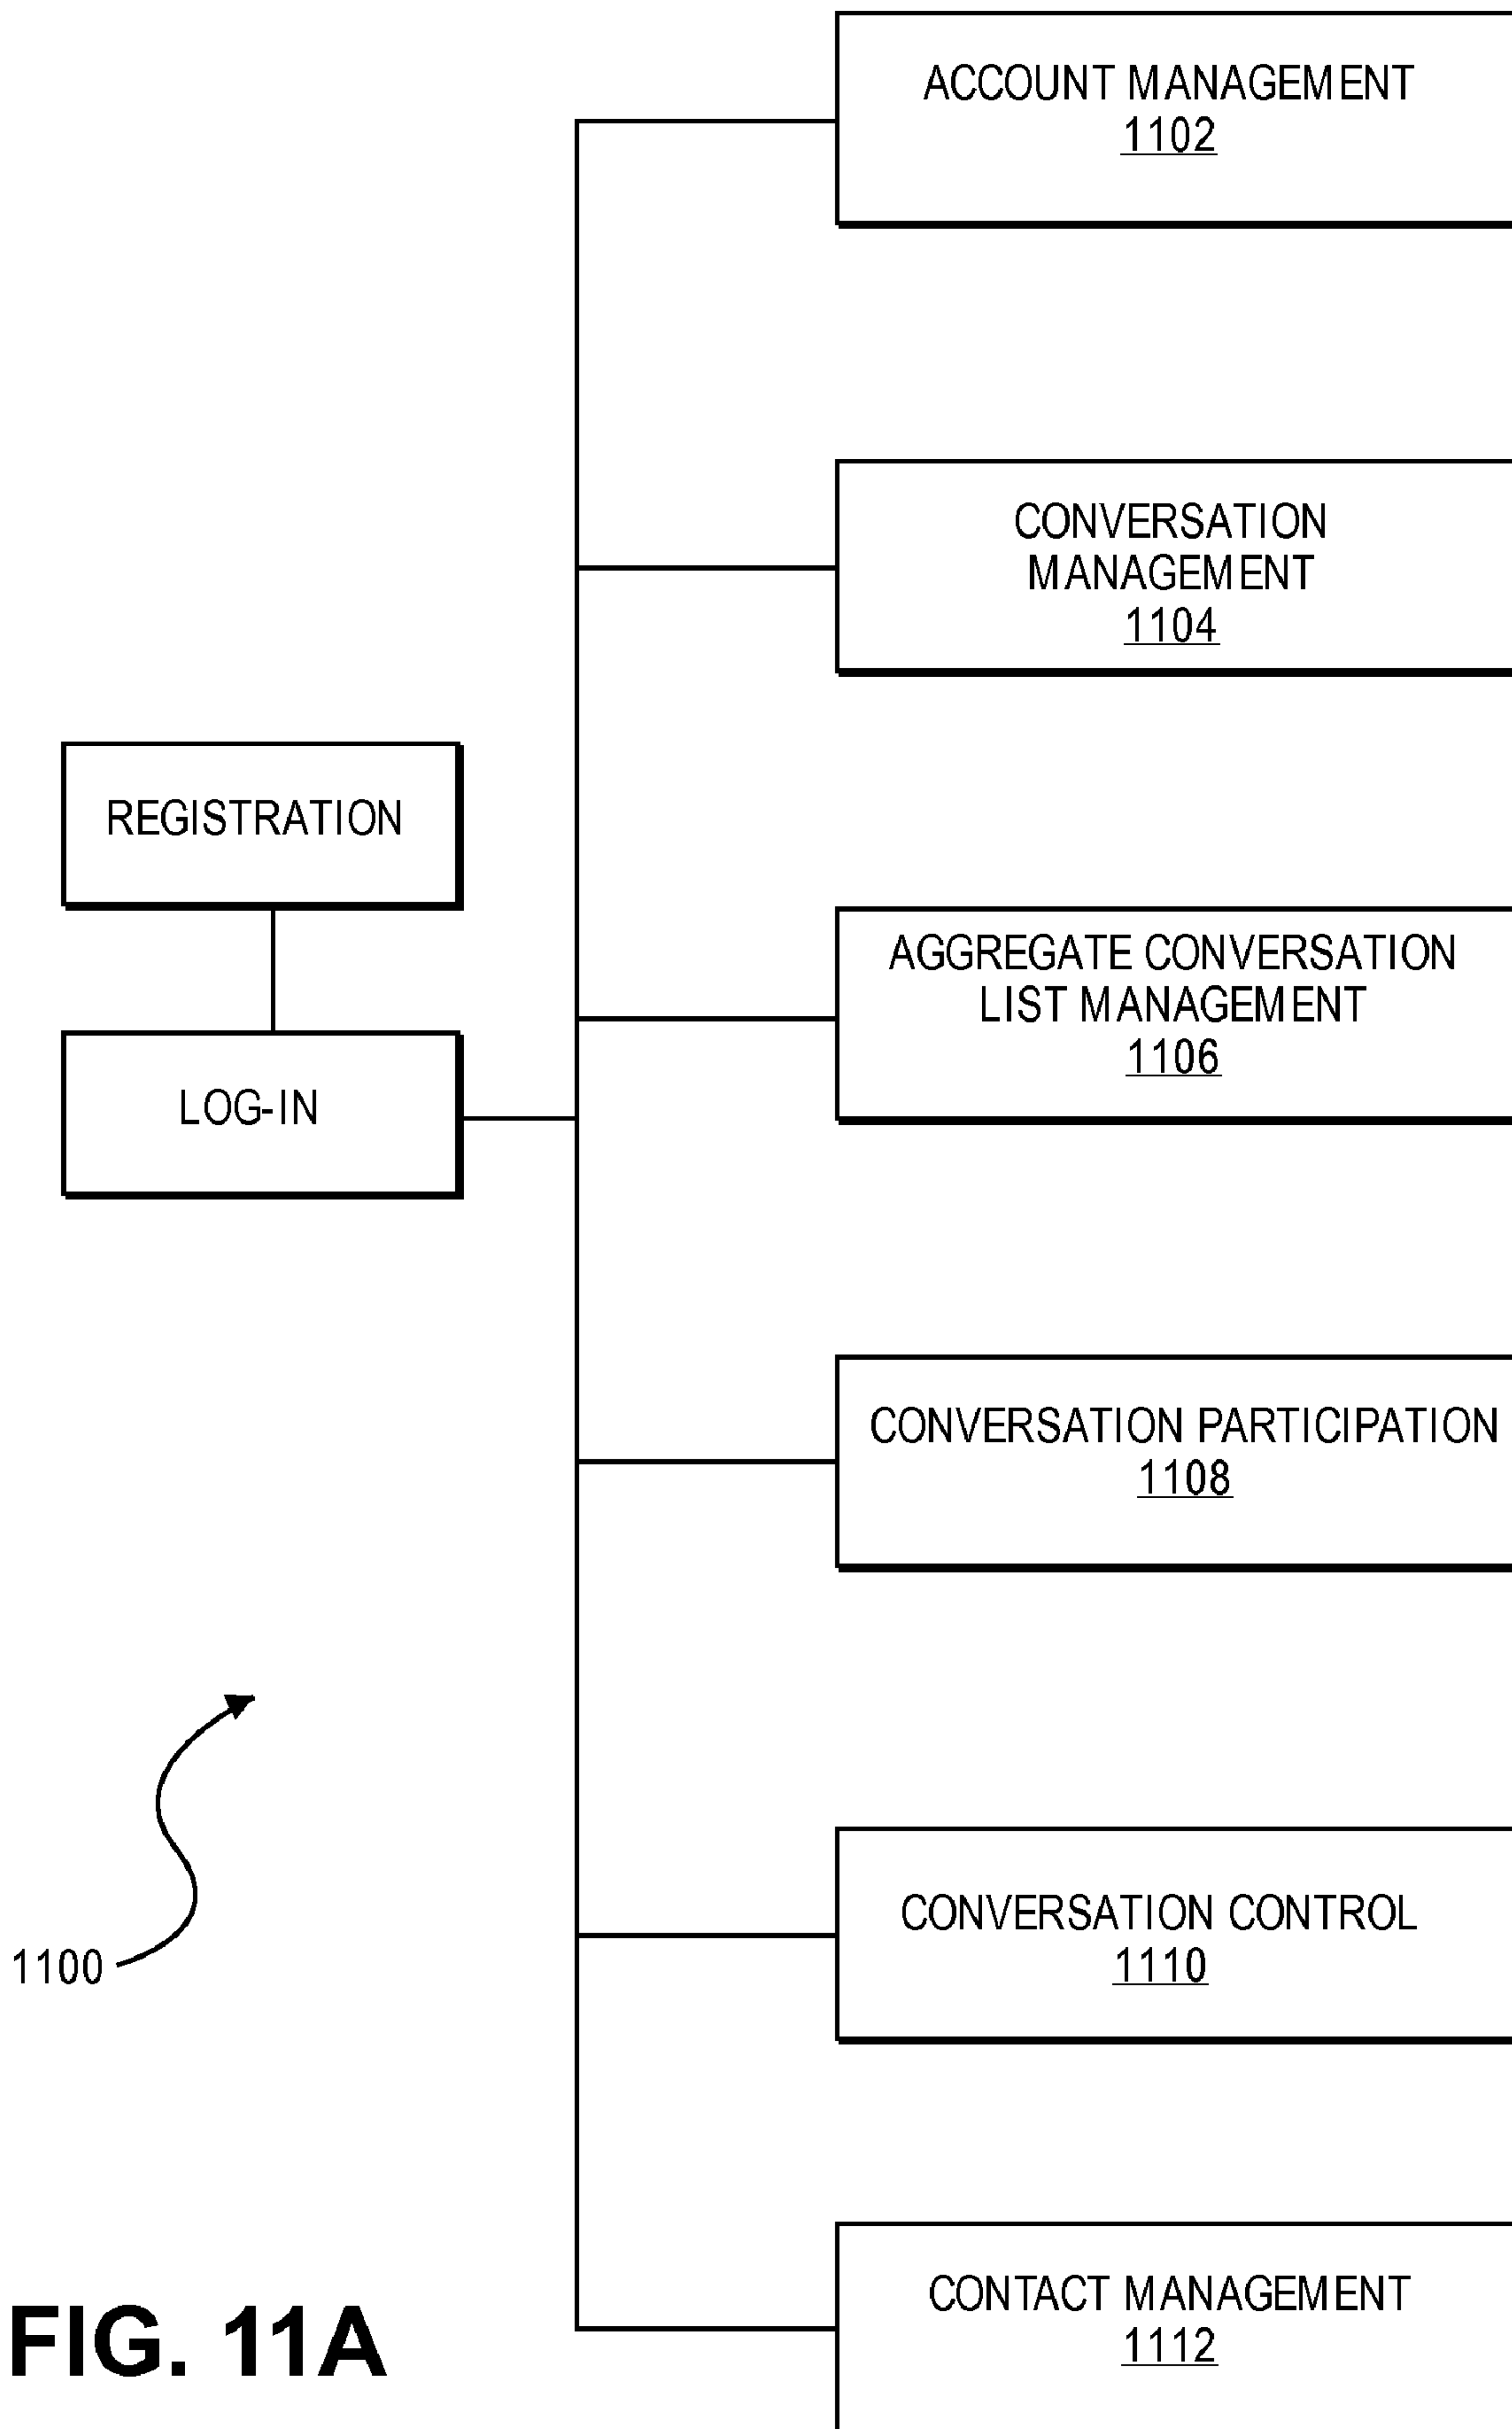 ACCOUNT MANAGEMENT
1102
CONVERSATION
MANAGEMENT
1104
REGISTRATION
AGGREGATE CONVERSATION
LIST MANAGEMENT
1106
LOG-IN
CONVERSATION PARTICIPATION
1108
CONVERSATION CONTROL
1110
1100
CONTACT MANAGEMENT
1112
FIG. 11A